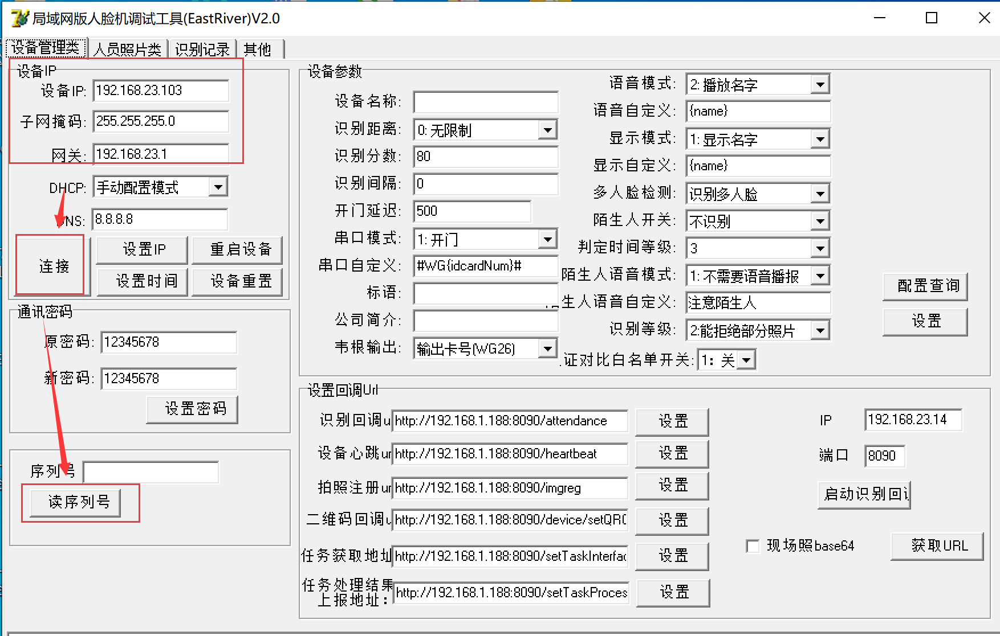 局域网版人脸机调试工具(EastRiver)V2.0
设备管理类 人员照片类 识别记录 其他
设备IP
设备IP: 192.168.23.103
子网掩码: 255.255.255.0
网关: 192.168.23.1
DHCP: 手动配置模式
DNS: 8.8.8.8
连接 设置IP 重启设备
设置时间 设备重置
通讯密码
原密码: 12345678
新密码: 12345678
设置密码
序列号
读序列号
设备参数
设备名称:
识别距离: 0: 无限制
识别分数: 80
识别间隔: 0
开门延迟: 500
串口模式: 1: 开门
串口自定义: #WG{idcardNum}#
标语:
公司简介:
韦根输出: 输出卡号(WG26)
语音模式: 2: 播放名字
语音自定义: {name}
显示模式: 1: 显示名字
显示自定义: {name}
多人脸检测: 识别多人脸
陌生人开关: 不识别
判定时间等级: 3
陌生人语音模式: 1: 不需要语音播报
生人语音自定义: 注意陌生人
识别等级: 2:能拒绝部分照片
证对比白名单开关: 1: 关
配置查询
设置
设置回调Url
识别回调u http://192.168.1.188:8090/attendance 设置
设备心跳ur http://192.168.1.188:8090/heartbeat 设置
拍照注册ur http://192.168.1.188:8090/imgreg 设置
二维码回调u http://192.168.1.188:8090/device/setQRC 设置
任务获取地址 http://192.168.1.188:8090/setTaskInterfac 设置
任务处理结果
上报地址: http://192.168.1.188:8090/setTaskProces 设置
IP 192.168.23.14
端口 8090
启动识别回
现场照base64 获取URL